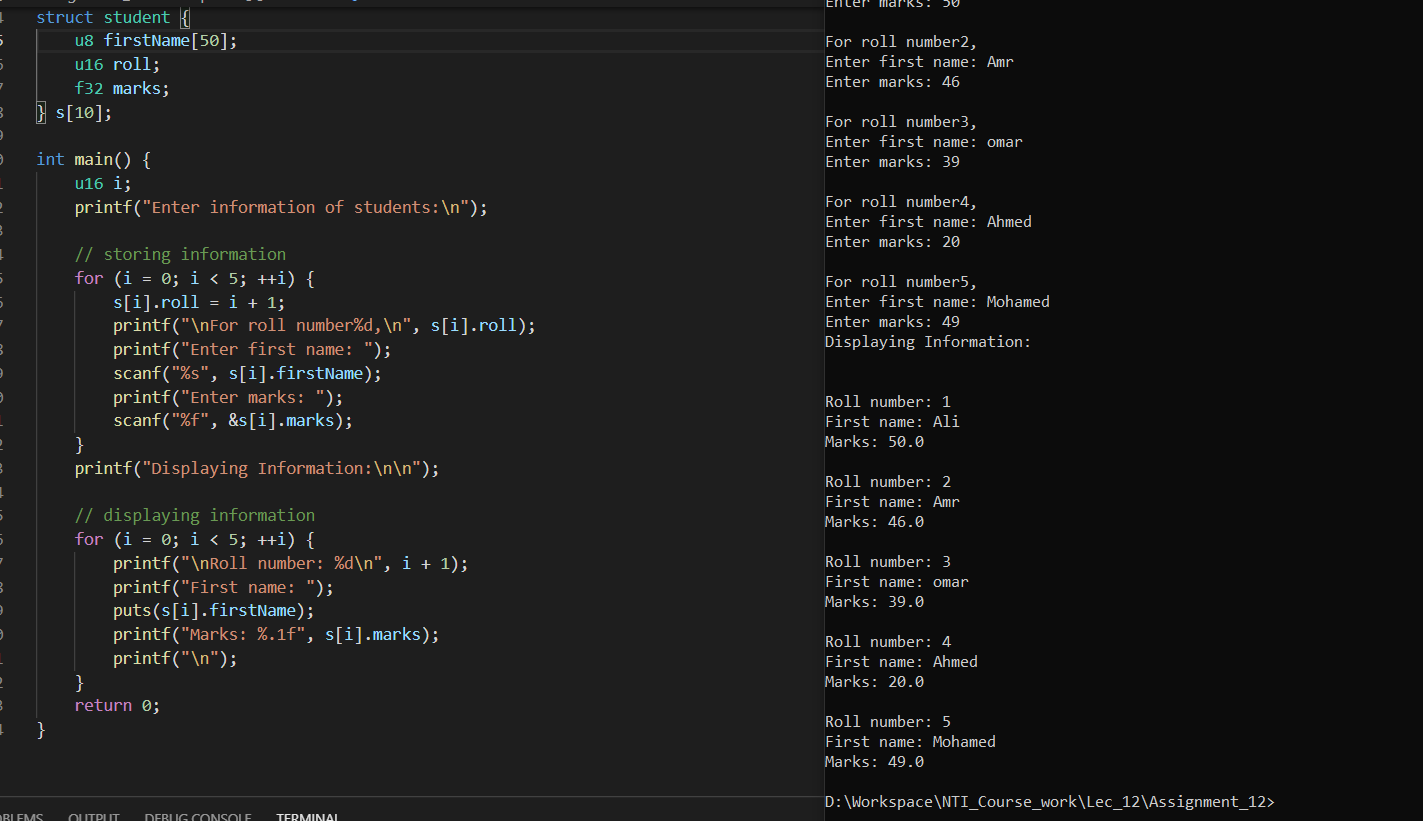 struct student {
    u8 firstName[50];
    u16 roll;
    f32 marks;
} s[10];

int main() {
    u16 i;
    printf("Enter information of students:\n");

    // storing information
    for (i = 0; i < 5; ++i) {
        s[i].roll = i + 1;
        printf("\nFor roll number%d,\n", s[i].roll);
        printf("Enter first name: ");
        scanf("%s", s[i].firstName);
        printf("Enter marks: ");
        scanf("%f", &s[i].marks);
    }
    printf("Displaying Information:\n\n");

    // displaying information
    for (i = 0; i < 5; ++i) {
        printf("\nRoll number: %d\n", i + 1);
        printf("First name: ");
        puts(s[i].firstName);
        printf("Marks: %.1f", s[i].marks);
        printf("\n");
    }
    return 0;
}
OUTPUT
DEBUG CONSOLE
TERMINAL
Enter marks: 50

For roll number2,
Enter first name: Amr
Enter marks: 46

For roll number3,
Enter first name: omar
Enter marks: 39

For roll number4,
Enter first name: Ahmed
Enter marks: 20

For roll number5,
Enter first name: Mohamed
Enter marks: 49
Displaying Information:


Roll number: 1
First name: Ali
Marks: 50.0

Roll number: 2
First name: Amr
Marks: 46.0

Roll number: 3
First name: omar
Marks: 39.0

Roll number: 4
First name: Ahmed
Marks: 20.0

Roll number: 5
First name: Mohamed
Marks: 49.0

D:\Workspace\NTI_Course_work\Lec_12\Assignment_12>